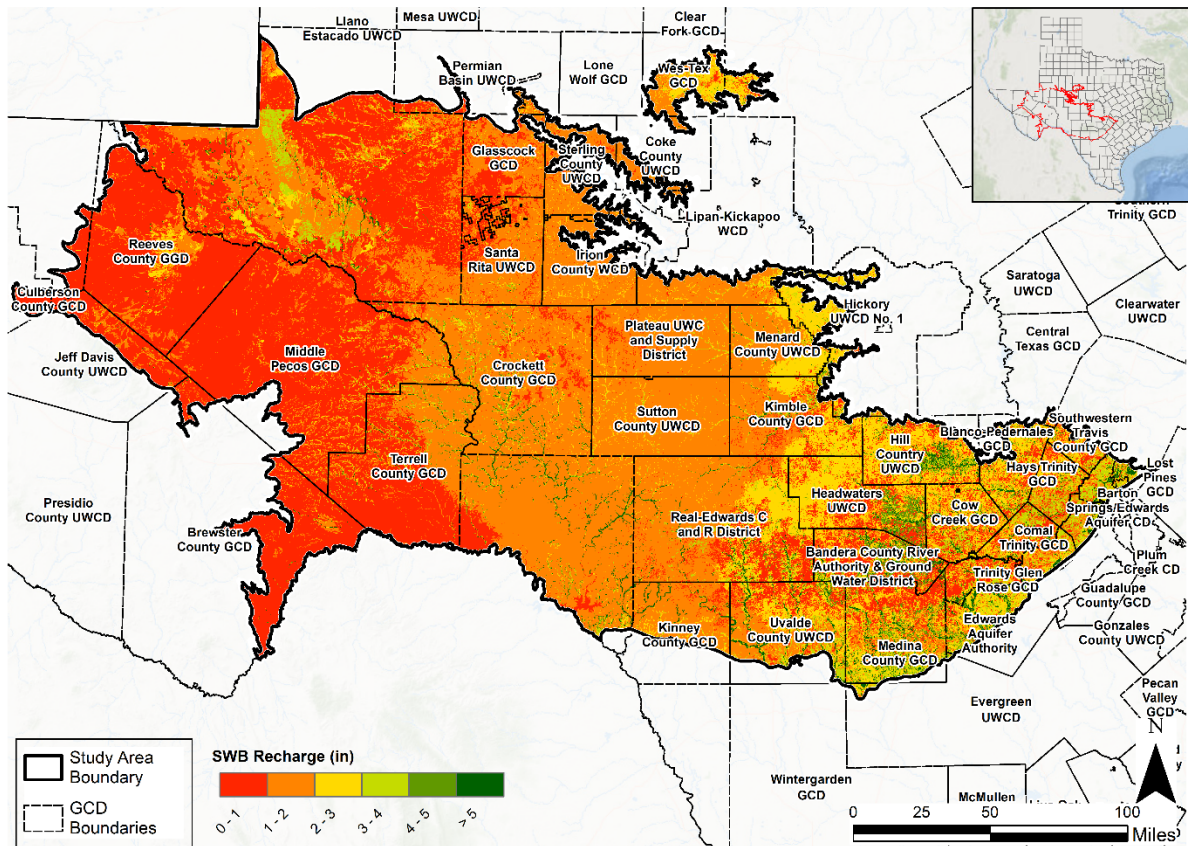 Llano
Estacado UWCD
Mesa UWCD
Clear
Fork GCD
Permian
Basin UWCD
Lone
Wolf GCD
Wes-Tex
GCD
Glasscock
GCD
Sterling
County
UWCD
Coke
County
UWCD
Southern
Trinity GCD
Lipan-Kickapoo
WCD
Reeves
County GGD
Santa
Rita UWCD
Irion
County WCD
Saratoga
UWCD
Culberson
County GCD
Hickory
UWCD No. 1
Clearwater
UWCD
Jeff Davis
County UWCD
Middle
Pecos GCD
Crockett
County GCD
Plateau UWC
and Supply
District
Menard
County UWCD
Central
Texas GCD
Sutton
County UWCD
Kimble
County GCD
Terrell
County GCD
Hill
Country
UWCD
Blanco-Pedernales
GCD
Southwestern
Travis
County GCD
Hays Trinity
GCD
Lost
Pines
GCD
Presidio
County UWCD
Brewster
County GCD
Real-Edwards C
and R District
Headwaters
UWCD
Cow
Creek GCD
Barton
Springs/Edwards
Aquifer CD
Comal
Trinity GCD
Bandera County River
Authority & Ground
Water District
Plum
Creek CD
Trinity Glen
Rose GCD
Guadalupe
County GCD
Kinney
County GCD
Uvalde
County UWCD
Medina
County GCD
Edwards
Aquifer
Authority
Gonzales
County UWCD
Evergreen
UWCD
Pecan
Valley
GCD
Wintergarden
GCD
McMullen
N
Study Area
Boundary
GCD
Boundaries
SWB Recharge (in)
0 - 1
1 - 2
2 - 3
3 - 4
4 - 5
> 5
0 25 50 100
Miles